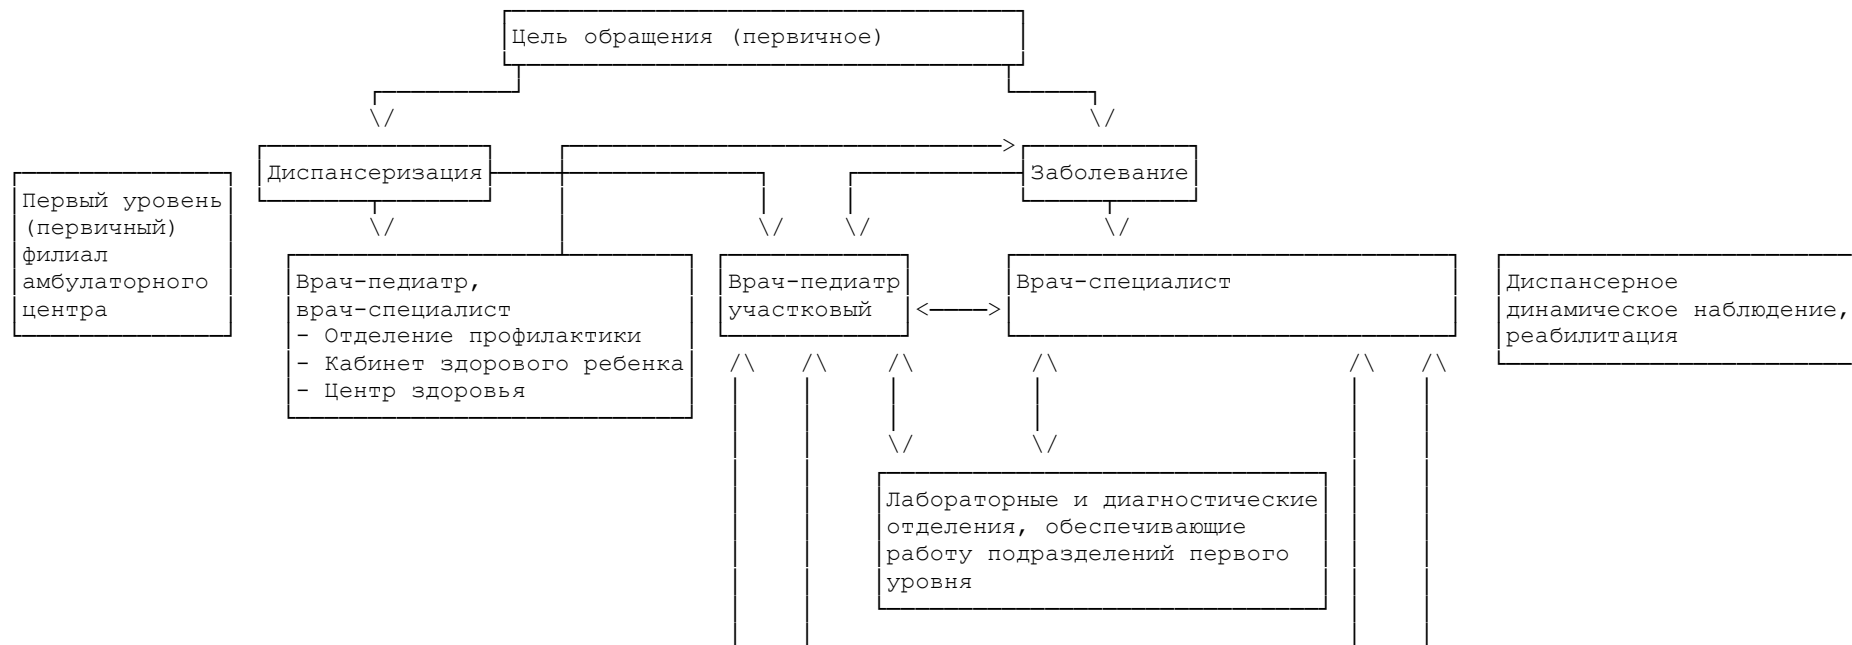 Цель обращения (первичное)
Диспансеризация
Заболевание
Первый уровень
(первичный)
филиал
амбулаторного
центра
Врач-педиатр,
врач-специалист
- Отделение профилактики
- Кабинет здорового ребенка
- Центр здоровья
Врач-педиатр
участковый
Врач-специалист
Диспансерное
динамическое наблюдение,
реабилитация
Лабораторные и диагностические
отделения, обеспечивающие
работу подразделений первого
уровня